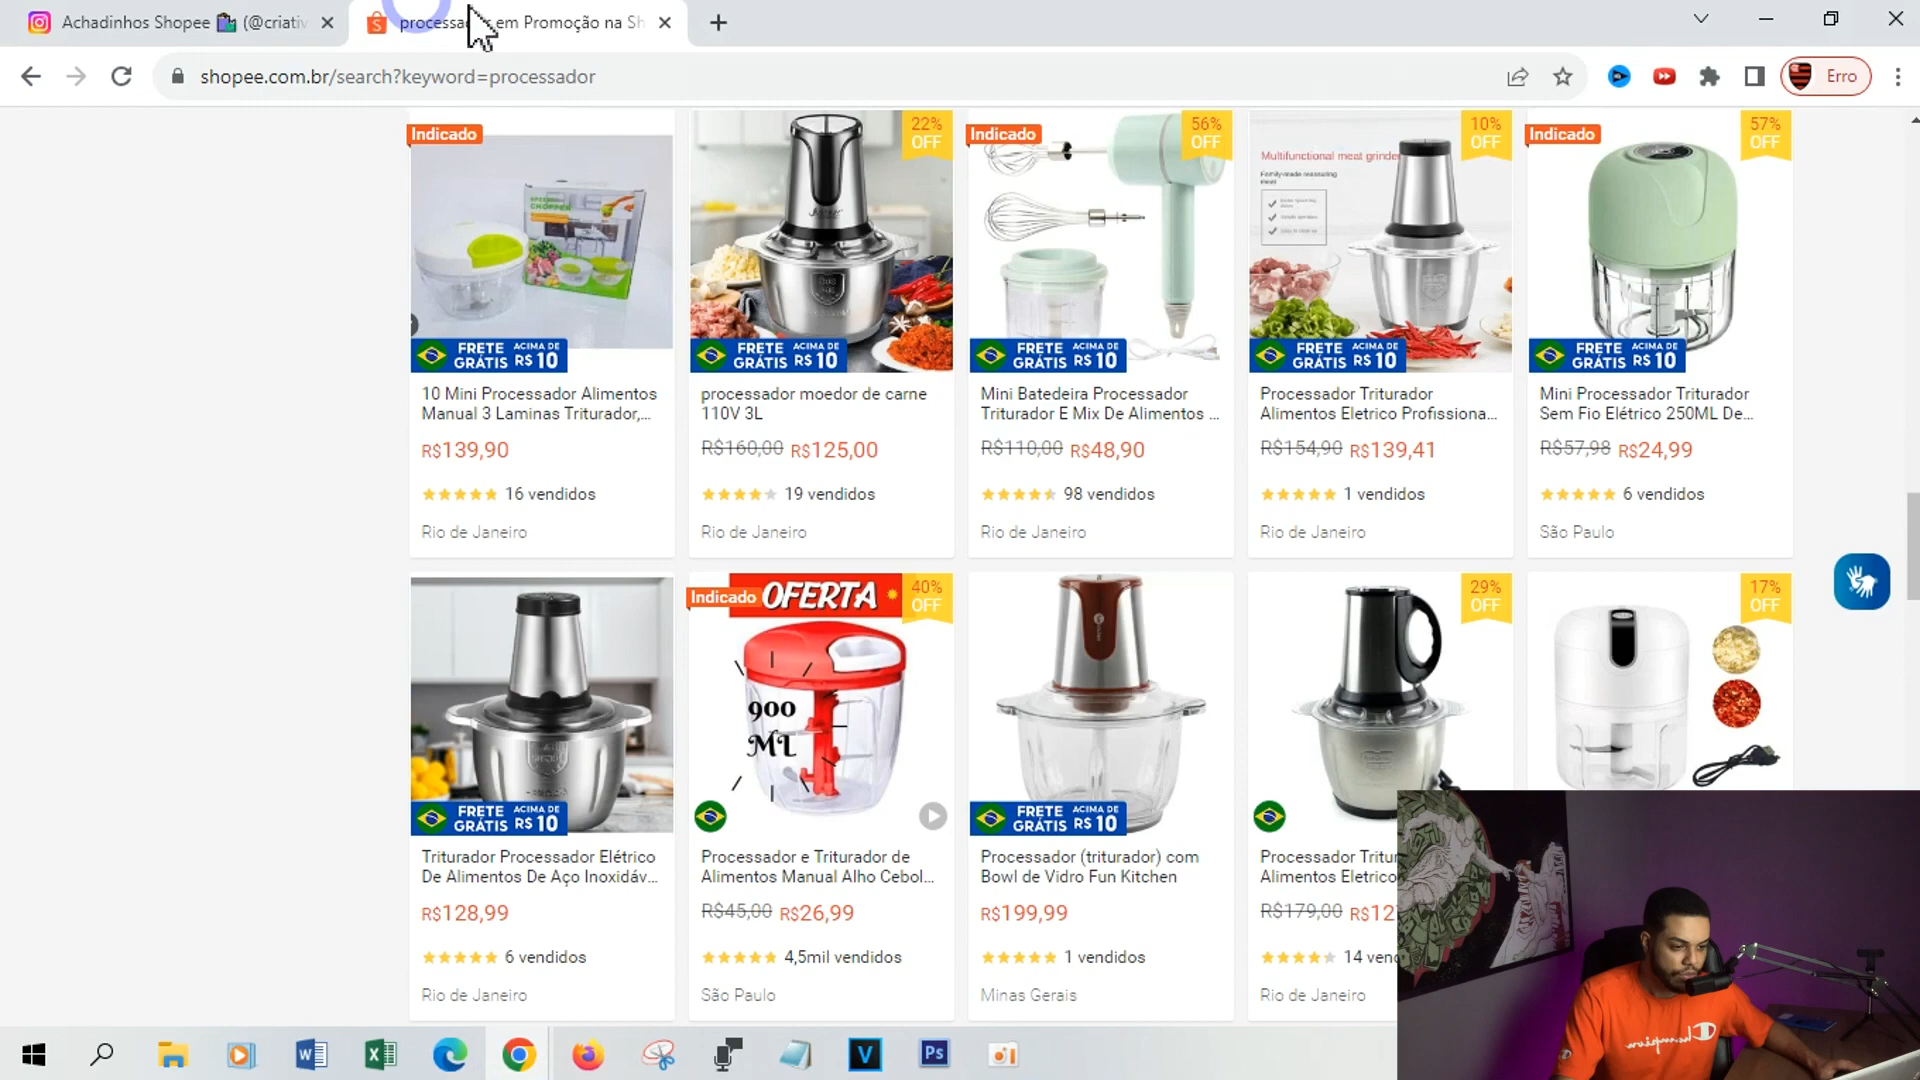 Achadinhos Shopee 🛍 (@criativ
processador em Promoção na Sh
shopee.com.br/search?keyword=processador
Erro
Indicado
22% OFF
Indicado
56% OFF
Multifunctional meat grinder
10% OFF
Indicado
57% OFF
FRETE GRÁTIS ACIMA DE R$ 10
FRETE GRÁTIS ACIMA DE R$ 10
FRETE GRÁTIS ACIMA DE R$ 10
FRETE GRÁTIS ACIMA DE R$ 10
FRETE GRÁTIS ACIMA DE R$ 10
10 Mini Processador Alimentos
Manual 3 Laminas Triturador,...
R$139,90
16 vendidos
Rio de Janeiro
processador moedor de carne
110V 3L
R$160,00 R$125,00
19 vendidos
Rio de Janeiro
Mini Batedeira Processador
Triturador E Mix De Alimentos ...
R$110,00 R$48,90
98 vendidos
Rio de Janeiro
Processador Triturador
Alimentos Eletrico Profissiona...
R$154,90 R$139,41
1 vendidos
Rio de Janeiro
Mini Processador Triturador
Sem Fio Elétrico 250ML De...
R$57,98 R$24,99
6 vendidos
São Paulo
Indicado
OFERTA
40% OFF
900
ML
29% OFF
17% OFF
FRETE GRÁTIS ACIMA DE R$ 10
FRETE GRÁTIS ACIMA DE R$ 10
Triturador Processador Elétrico
De Alimentos De Aço Inoxidáv...
R$128,99
6 vendidos
Rio de Janeiro
Processador e Triturador de
Alimentos Manual Alho Cebol...
R$45,00 R$26,99
4,5mil vendidos
São Paulo
Processador (triturador) com
Bowl de Vidro Fun Kitchen
R$199,99
1 vendidos
Minas Gerais
Processador Tritur
Alimentos Eletrico
R$179,00 R$12
14 ven
Rio de Janeiro
Ps